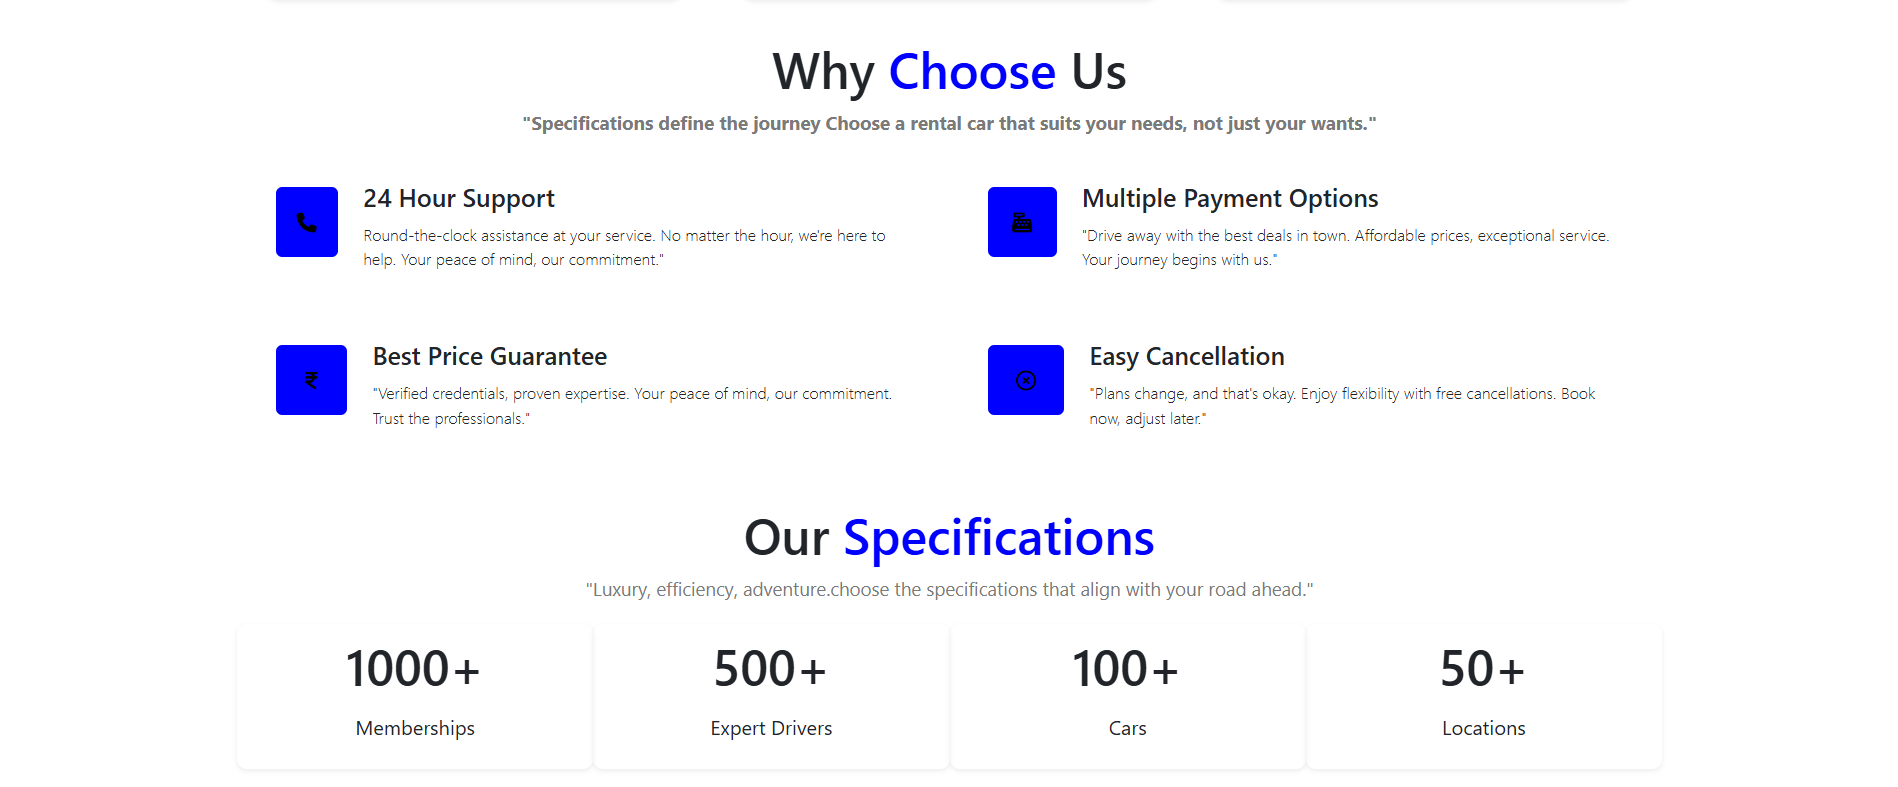 Why Choose Us
"Specifications define the journey Choose a rental car that suits your needs, not just your wants."
24 Hour Support
Round-the-clock assistance at your service. No matter the hour, we're here to
help. Your peace of mind, our commitment."
Multiple Payment Options
"Drive away with the best deals in town. Affordable prices, exceptional service.
Your journey begins with us."
₹
Best Price Guarantee
"Verified credentials, proven expertise. Your peace of mind, our commitment.
Trust the professionals."
Easy Cancellation
"Plans change, and that's okay. Enjoy flexibility with free cancellations. Book
now, adjust later."
Our Specifications
"Luxury, efficiency, adventure.choose the specifications that align with your road ahead."
1000+
Memberships
500+
Expert Drivers
100+
Cars
50+
Locations